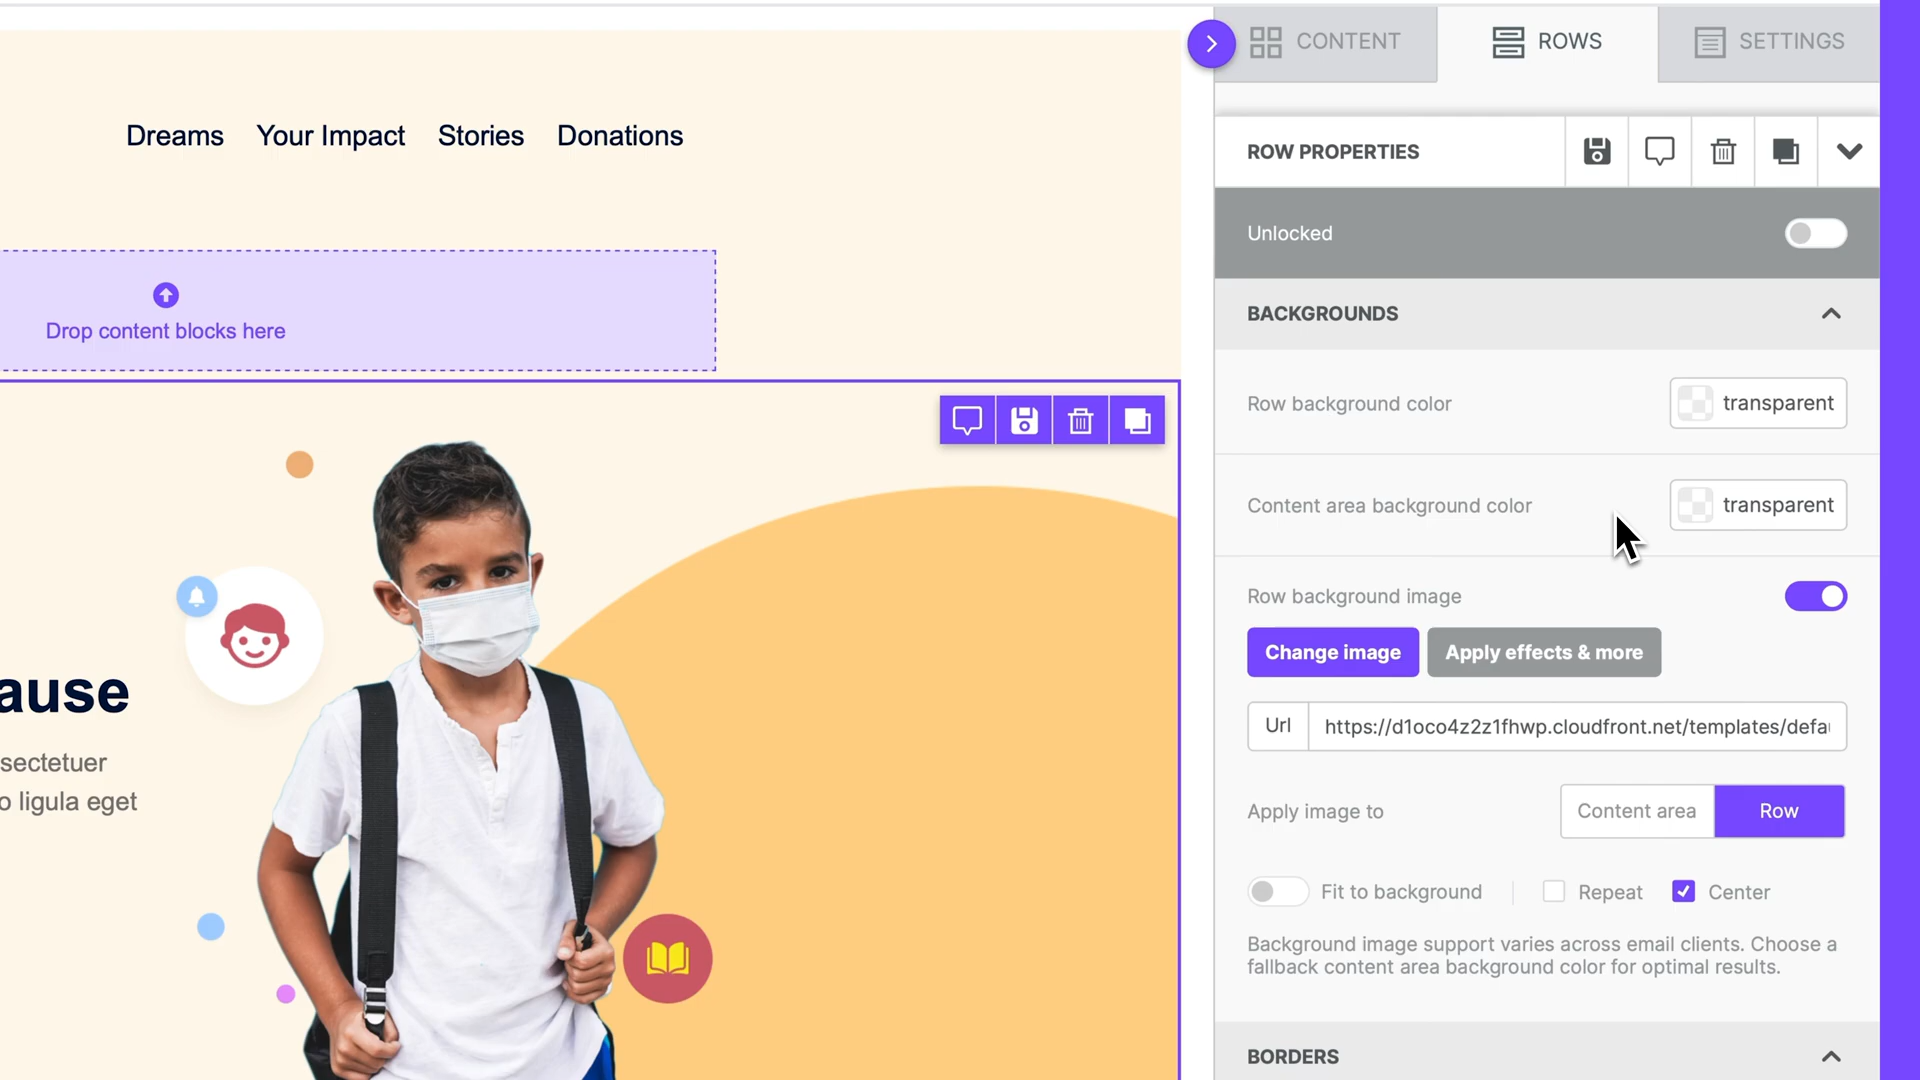 CONTENT
ROWS
SETTINGS
Dreams
Your Impact
Stories
Donations
ROW PROPERTIES
Unlocked
BACKGROUNDS
Drop content blocks here
Row background color
transparent
Content area background color
transparent
Row background image
Change image
Apply effects & more
ause
Url
https://d1oco4z2z1fhwp.cloudfront.net/templates/defau
sectetuer
o ligula eget
Apply image to
Content area
Row
Fit to background
Repeat
Center
Background image support varies across email clients. Choose a
fallback content area background color for optimal results.
BORDERS